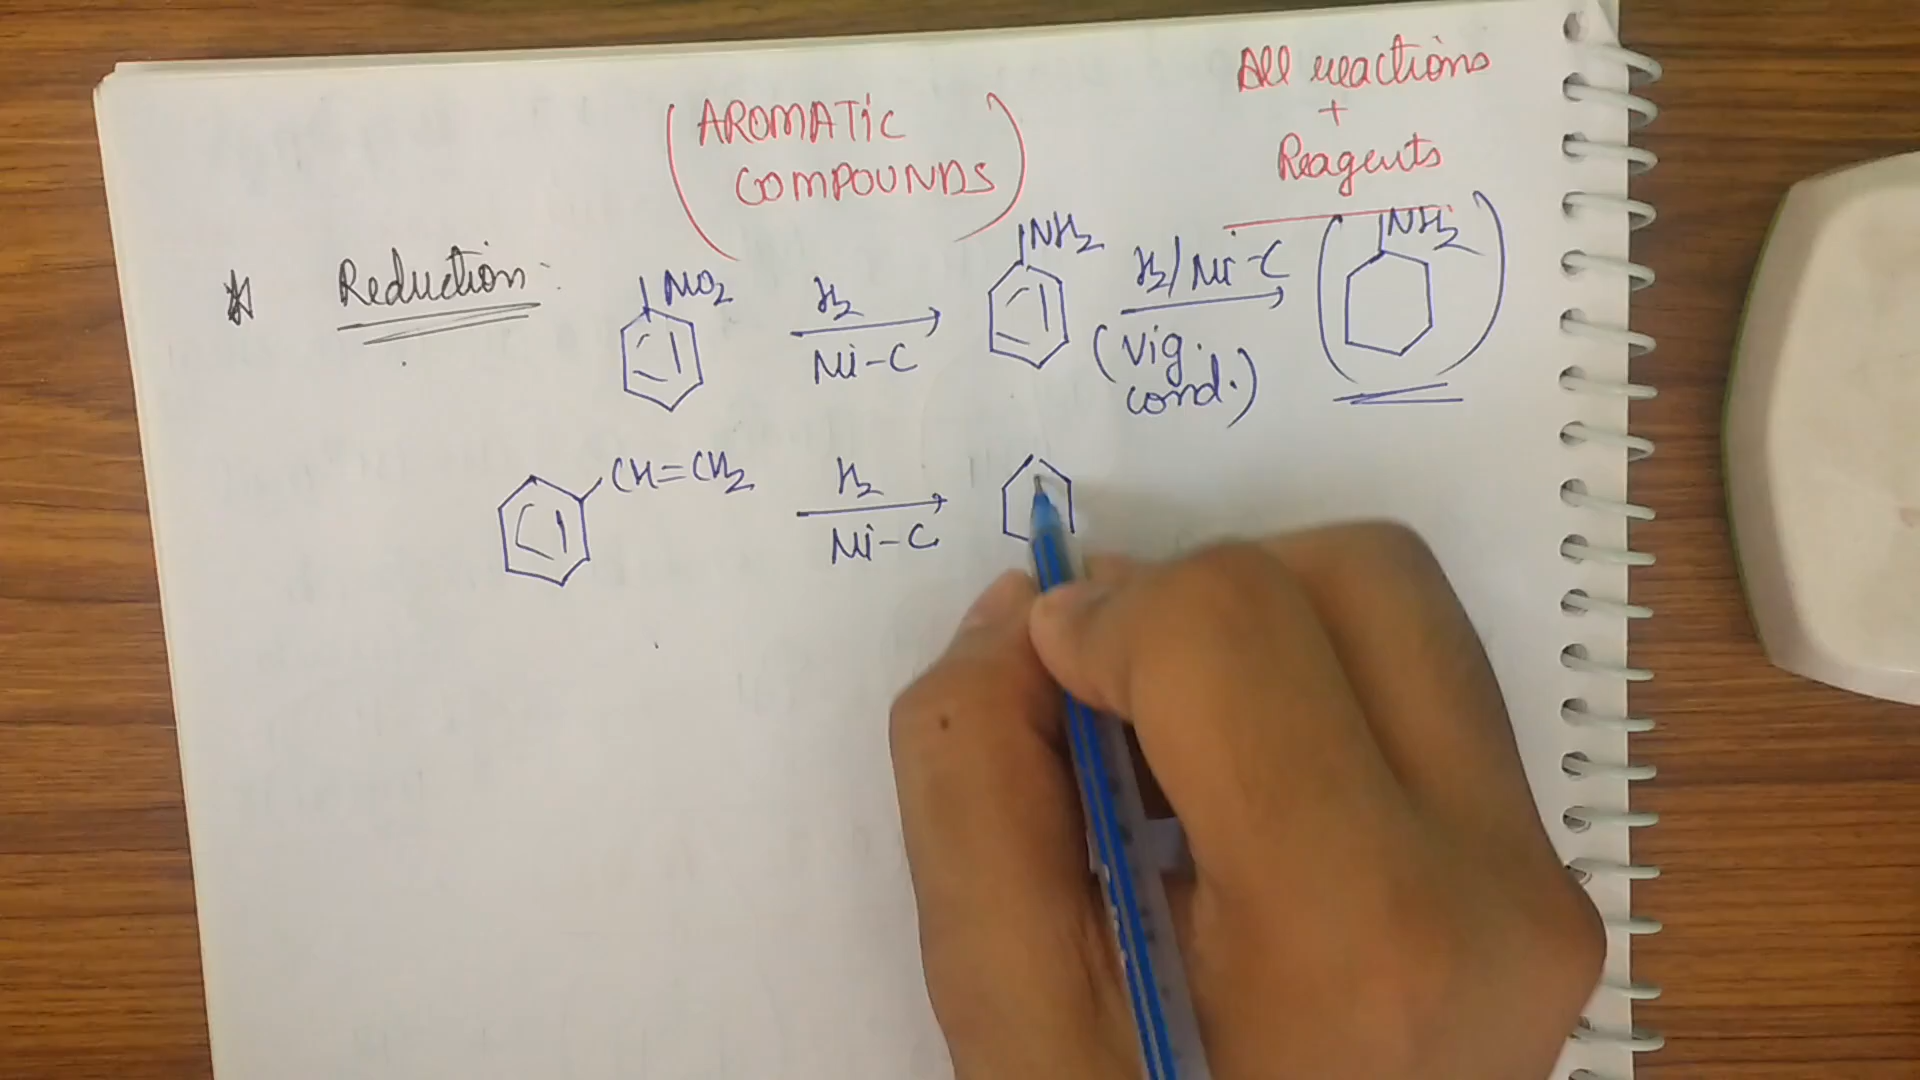 All reactions
+
Reagents
(AROMATIC
COMPOUNDS)
* Reduction:
NO2 H2 Ni-C NH2 H2/Ni-C (Vig. cond.) (NH2)
CH=CH2 H2 Ni-C